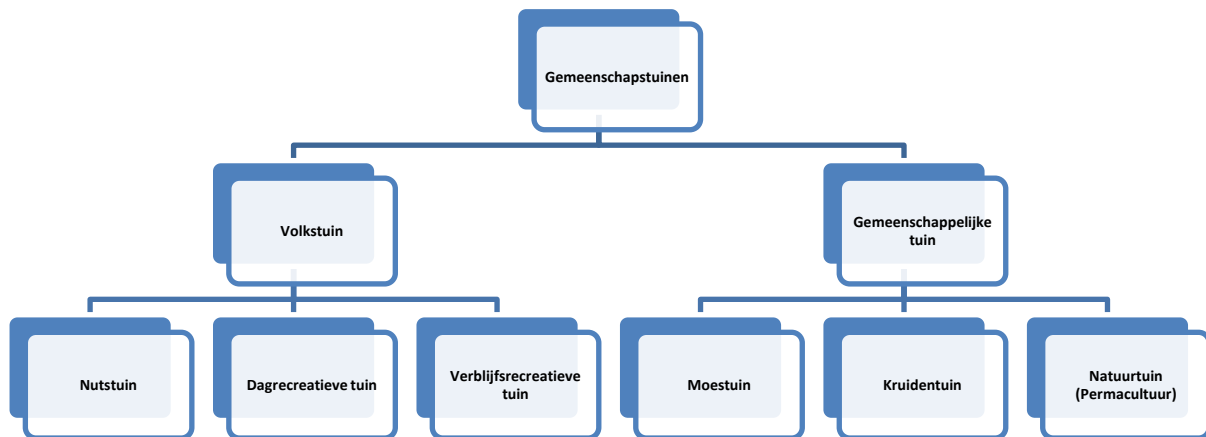 Gemeenschapstuinen
Volkstuin
Gemeenschappelijke
tuin
Nutstuin
Dagrecreatieve tuin
Verblijfsrecreatieve
tuin
Moestuin
Kruidentuin
Natuurtuin
(Permacultuur)